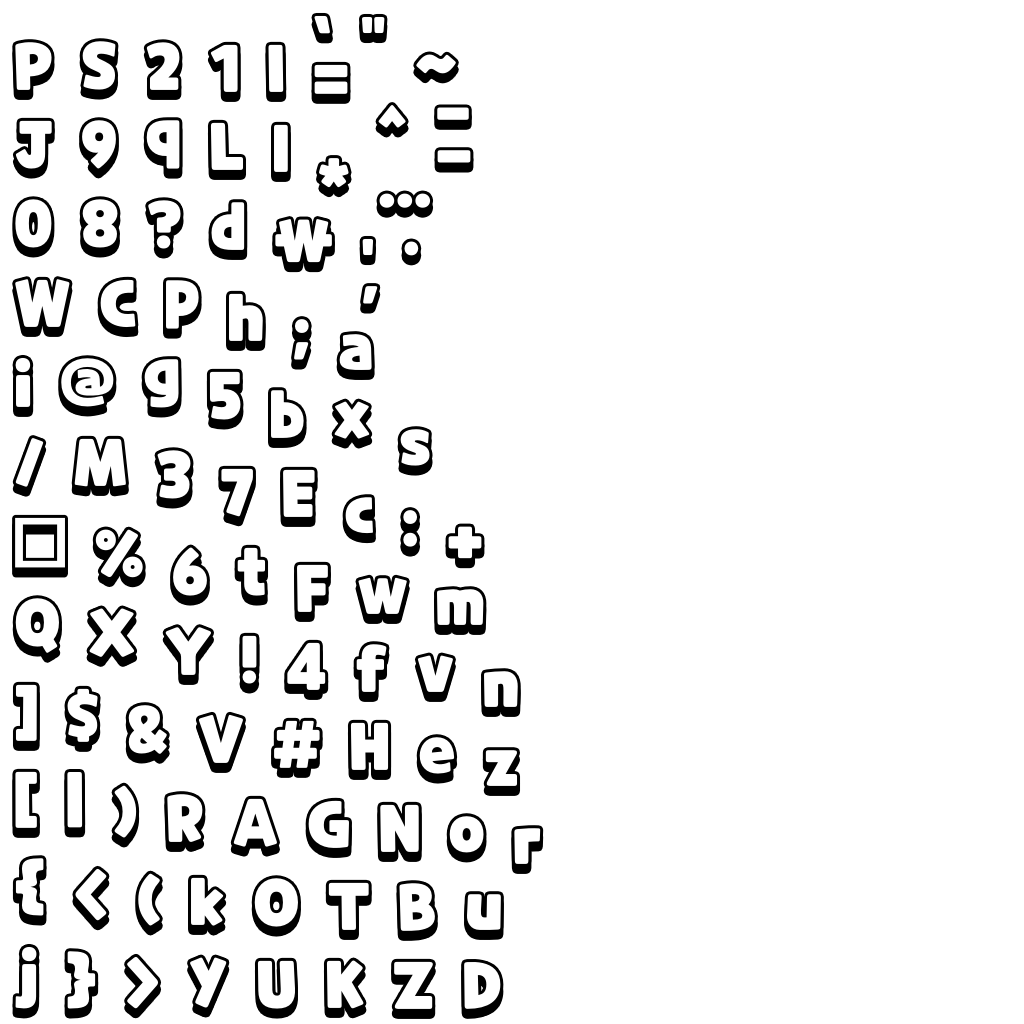 ` "
P S 2 1 l = ~
^ -
J 9 q L I * _
0 8 ? d ₩ … ' .
W C P h ; , a
i @ g 5 b x s
/ M 3 7 E c : +
□ % 6 t F w m
Q X Y ! 4 f v n
] $ & V # H e z
[ | ) R A G N o r
{ < ( k O T B u
j } > y U K Z D